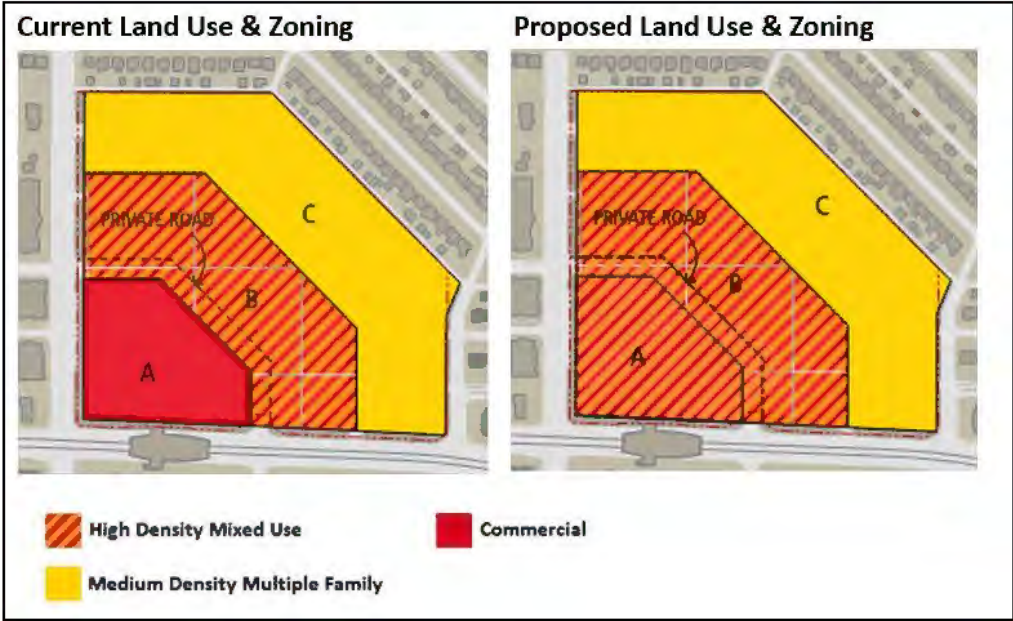 Current Land Use & Zoning
Proposed Land Use & Zoning
PRIVATE ROAD
C
B
A
PRIVATE ROAD
C
B
A
High Density Mixed Use
Commercial
Medium Density Multiple Family